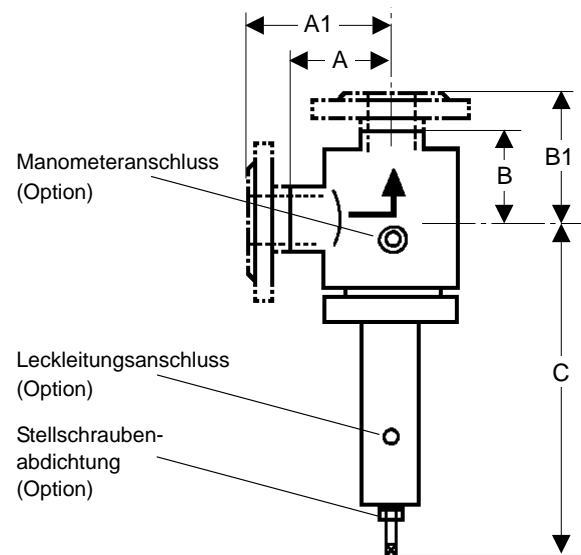 A1
A
B1
B
Manometeranschluss
(Option)
C
Leckleitungsanschluss
(Option)
Stellschrauben-
abdichtung
(Option)